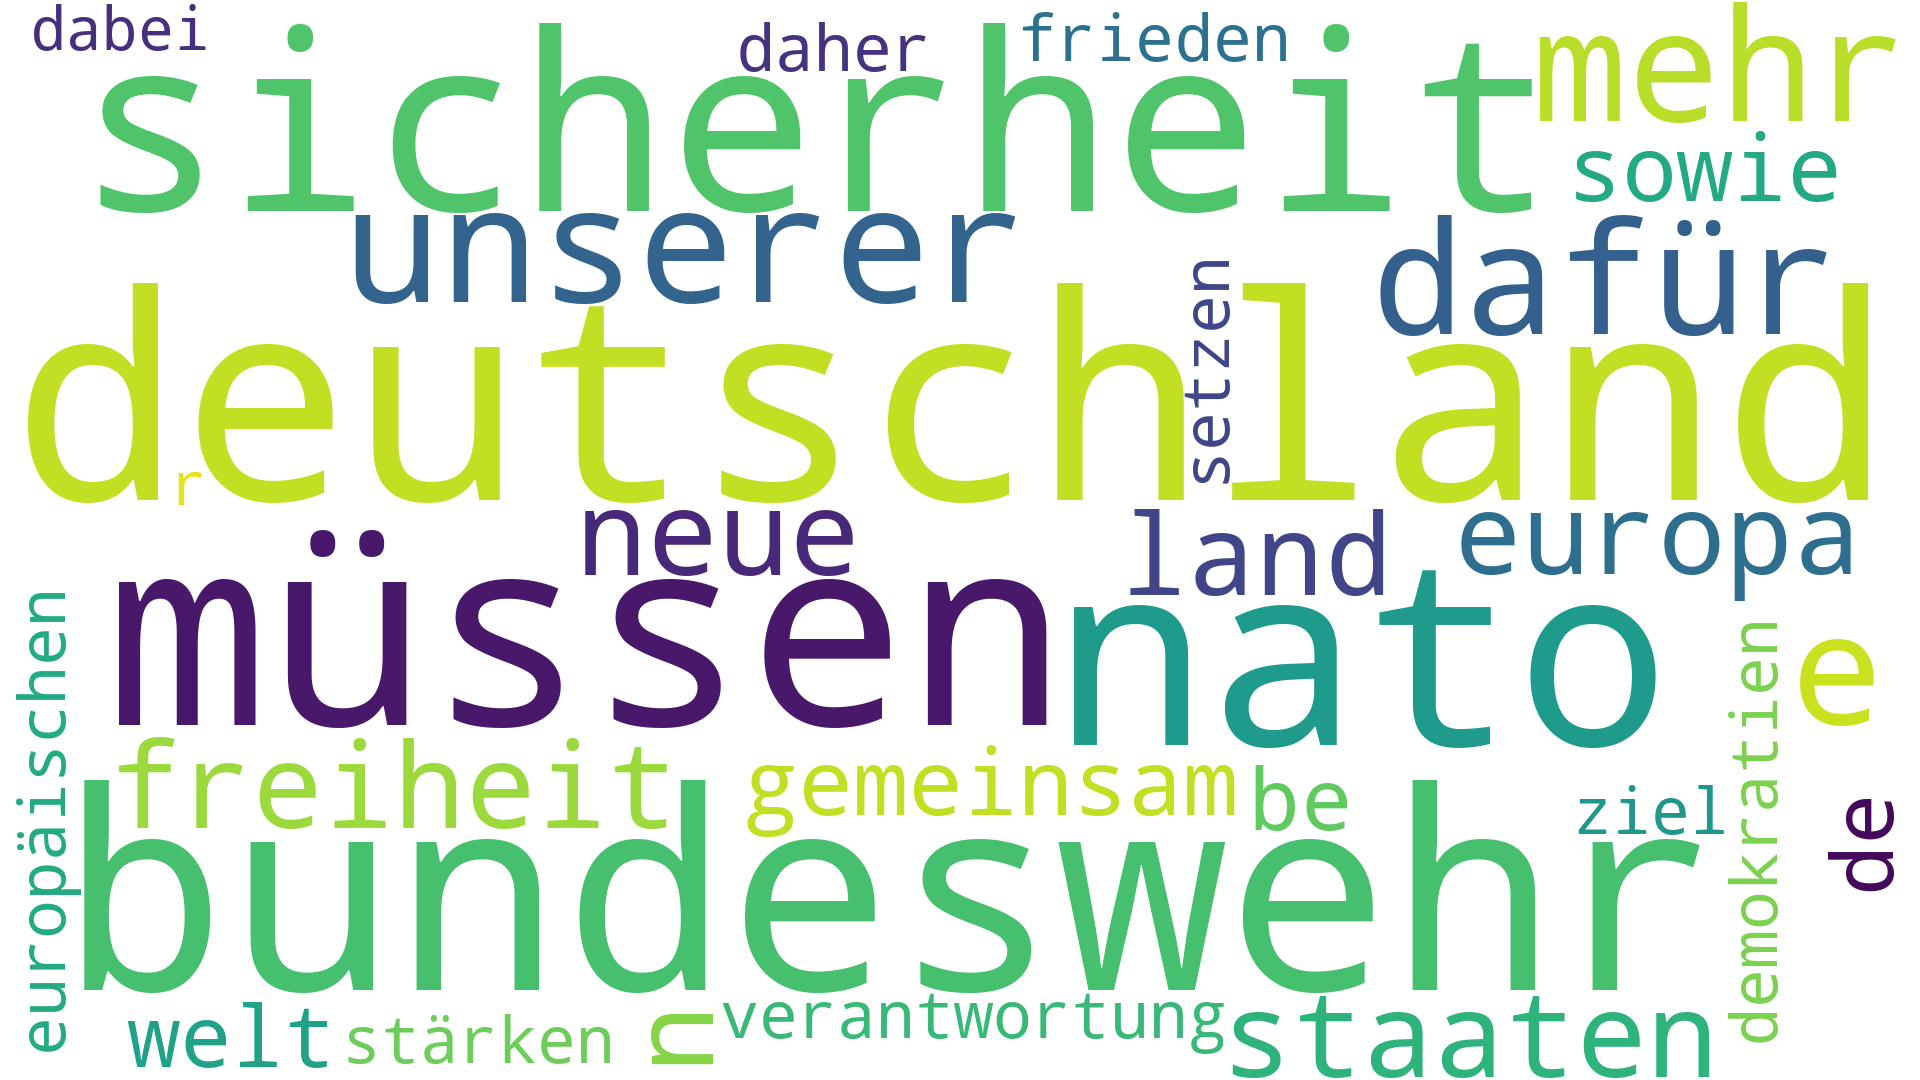 dabei
daher
frieden
sicherheit
mehr
sowie
unserer
dafür
setzen
deutschland
r
neue
land
europa
müssen
nato
e
europäischen
demokratien
freiheit
gemeinsam
be
ziel
de
bundeswehr
welt
stärken
n
verantwortung
staaten